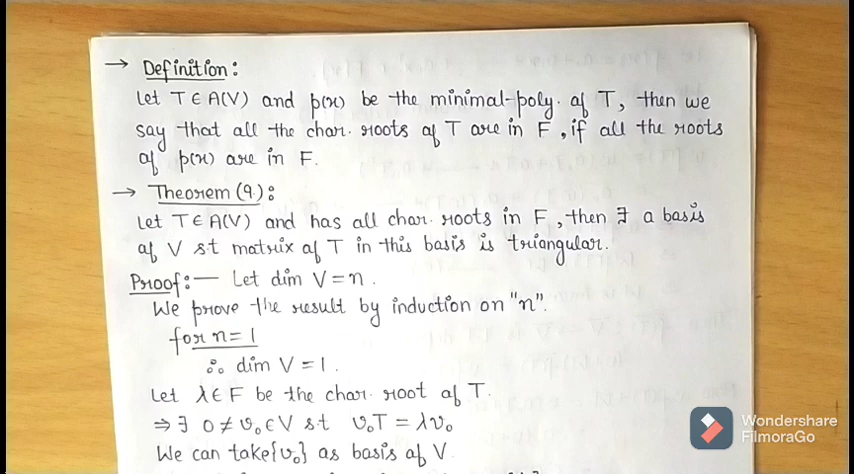 → Definition:
Let T ∈ A(V) and p(x) be the minimal-poly. of T, then we
say that all the char. roots of T are in F, if all the roots
of p(x) are in F.
→ Theorem (9.):
Let T ∈ A(V) and has all char. roots in F, then ∃ a basis
of V st matrix of T in this basis is triangular.
Proof:— Let dim V = n.
We prove the result by induction on "n".
for n = 1
∴ dim V = 1.
Let λ ∈ F be the char. root of T.
⇒ ∃ 0 ≠ v₀ ∈ V st v₀T = λv₀
We can take {v₀} as basis of V.
Wondershare
FilmoraGo